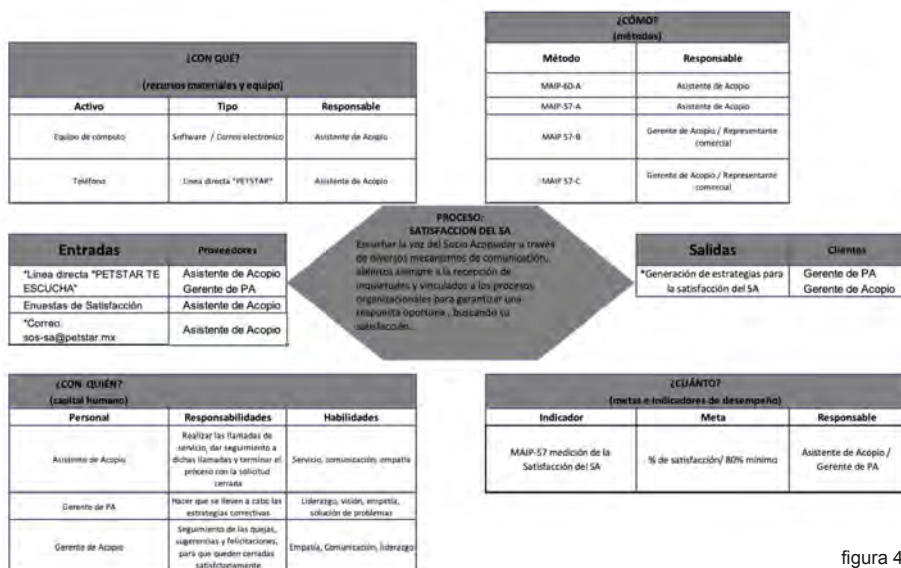 ¿CON QUÉ?
(recursos materiales y equipo)
Activo Tipo Responsable
Equipo de cómputo Software / Correo electronico Asistente de Acopio
Teléfono Linea directa "PETSTAR" Asistente de Acopio
¿CÓMO?
(métodos)
Método Responsable
MAIP-60-A Asistente de Acopio
MAIP-57-A Asistente de Acopio
MAIP 57-B Gerente de Acopio / Representante
comercial
MAIP 57-C Gerente de Acopio / Representante
comercial
Entradas Proveedores
*Linea directa "PETSTAR TE
ESCUCHA"
Asistente de Acopio
Gerente de PA
Enuestas de Satisfacción Asistente de Acopio
*Correo
sos-sa@petstar.mx
Asistente de Acopio
PROCESO:
SATISFACCION DEL SA
Escuchar la voz del Socio Acopiador a través
de diversos mecanismos de comunicación,
abiertos siempre a la recepción de
inquietudes y vinculados a los procesos
organizacionales para garantizar una
respuesta oportuna , buscando su
satisfacción.
Salidas Clientes
*Generación de estrategias para
la satisfacción del SA
Gerente de PA
Gerente de Acopio
¿CON QUIÉN?
(capital humano)
Personal Responsabilidades Habilidades
Asistente de Acopio
Realizar las llamadas de
servicio, dar seguimiento a
dichas llamadas y terminar el
proceso con la solicitud
cerrada
Servicio, comunicación, empatía
Gerente de PA
Hacer que se lleven a cabo las
estrategias correctivas
Liderazgo, visión, empatía,
solución de problemas
Gerente de Acopio
Seguimiento de las quejas,
sugerencias y felicitaciones,
para que queden cerradas
satisfctoriamente
Empatía, Comunicación, liderazgo
¿CUÁNTO?
(metas e indicadores de desempeño)
Indicador Meta Responsable
MAIP-57 medición de la
Satisfacción del SA
% de satisfacción/ 80% mínimo
Asistente de Acopio /
Gerente de PA
figura 4